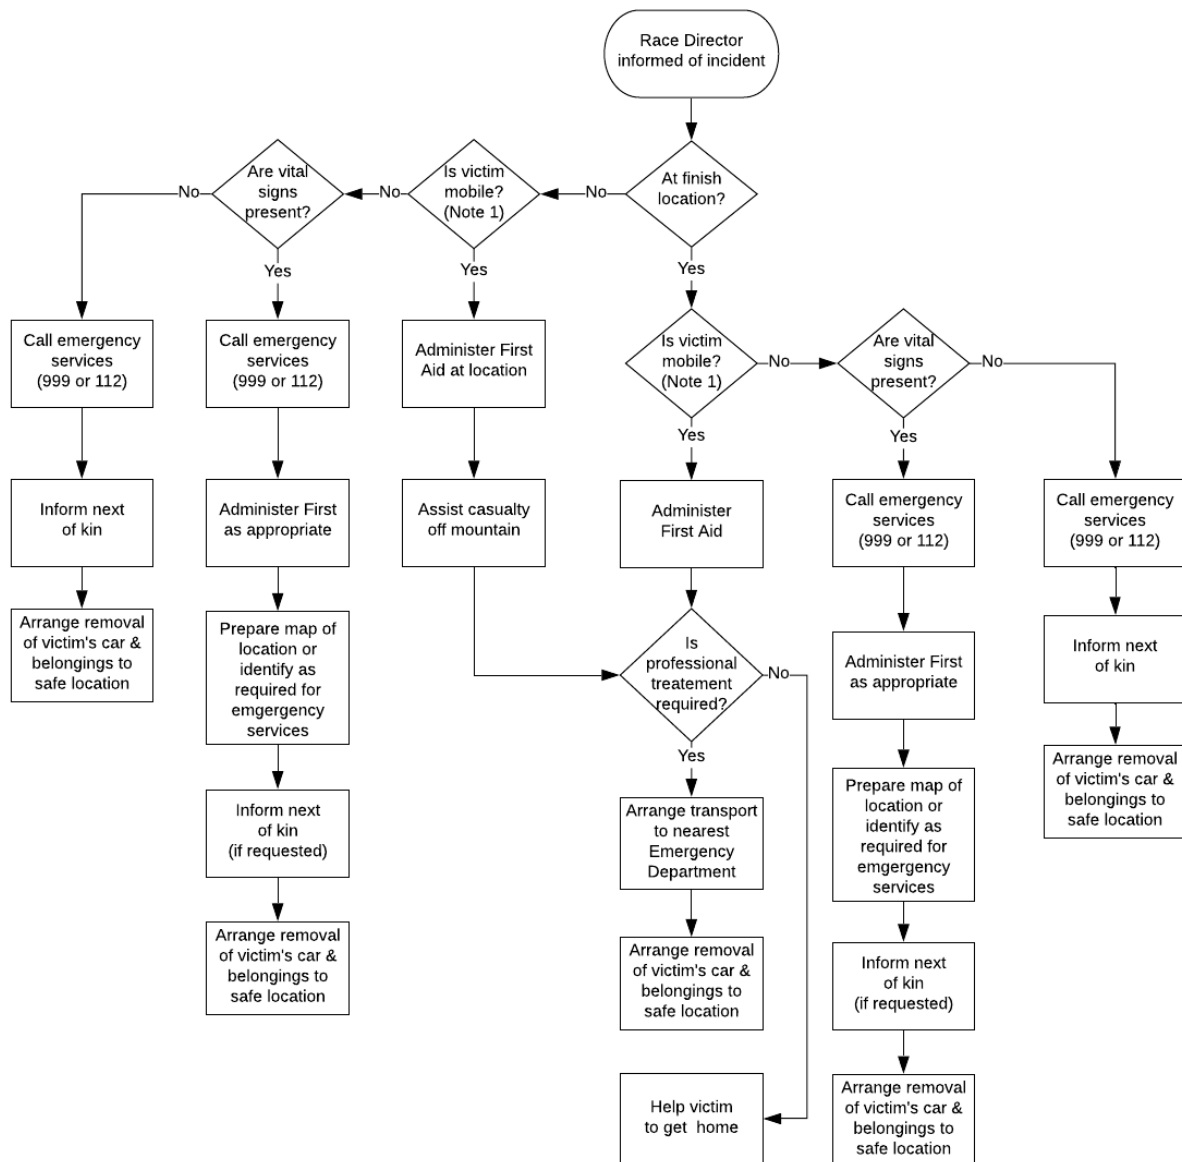 Race Director
informed of incident
At finish
location?
No
Is victim
mobile?
(Note 1)
No
Are vital
signs
present?
No
Yes
Yes
Yes
Call emergency
services
(999 or 112)
Inform next
of kin
Arrange removal
of victim's car &
belongings to
safe location
Call emergency
services
(999 or 112)
Administer First
as appropriate
Prepare map of
location or
identify as
required for
emgergency
services
Inform next
of kin
(if requested)
Arrange removal
of victim's car &
belongings to
safe location
Administer First
Aid at location
Assist casualty
off mountain
Is victim
mobile?
(Note 1)
No
Yes
Administer
First Aid
Is
professional
treatement
required?
No
Yes
Arrange transport
to nearest
Emergency
Department
Arrange removal
of victim's car &
belongings to
safe location
Help victim
to get home
Are vital
signs
present?
No
Yes
Call emergency
services
(999 or 112)
Administer First
as appropriate
Prepare map of
location or
identify as
required for
emgergency
services
Inform next
of kin
(if requested)
Arrange removal
of victim's car &
belongings to
safe location
Call emergency
services
(999 or 112)
Inform next
of kin
Arrange removal
of victim's car &
belongings to
safe location